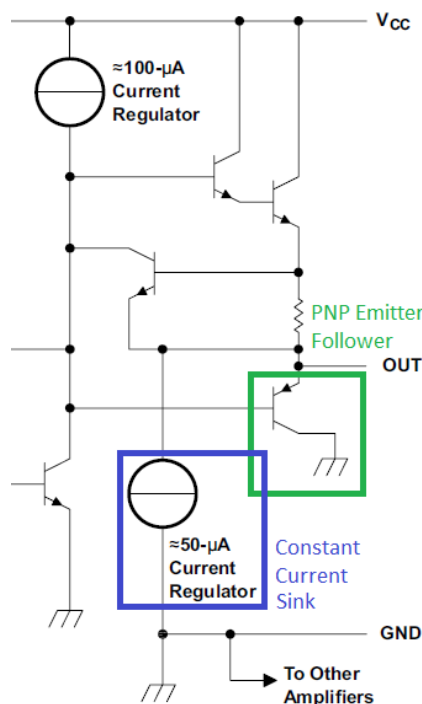 V_CC
≈100-µA
Current
Regulator
PNP Emitter
Follower
OUT
≈50-µA
Current
Regulator
Constant
Current
Sink
GND
To Other
Amplifiers